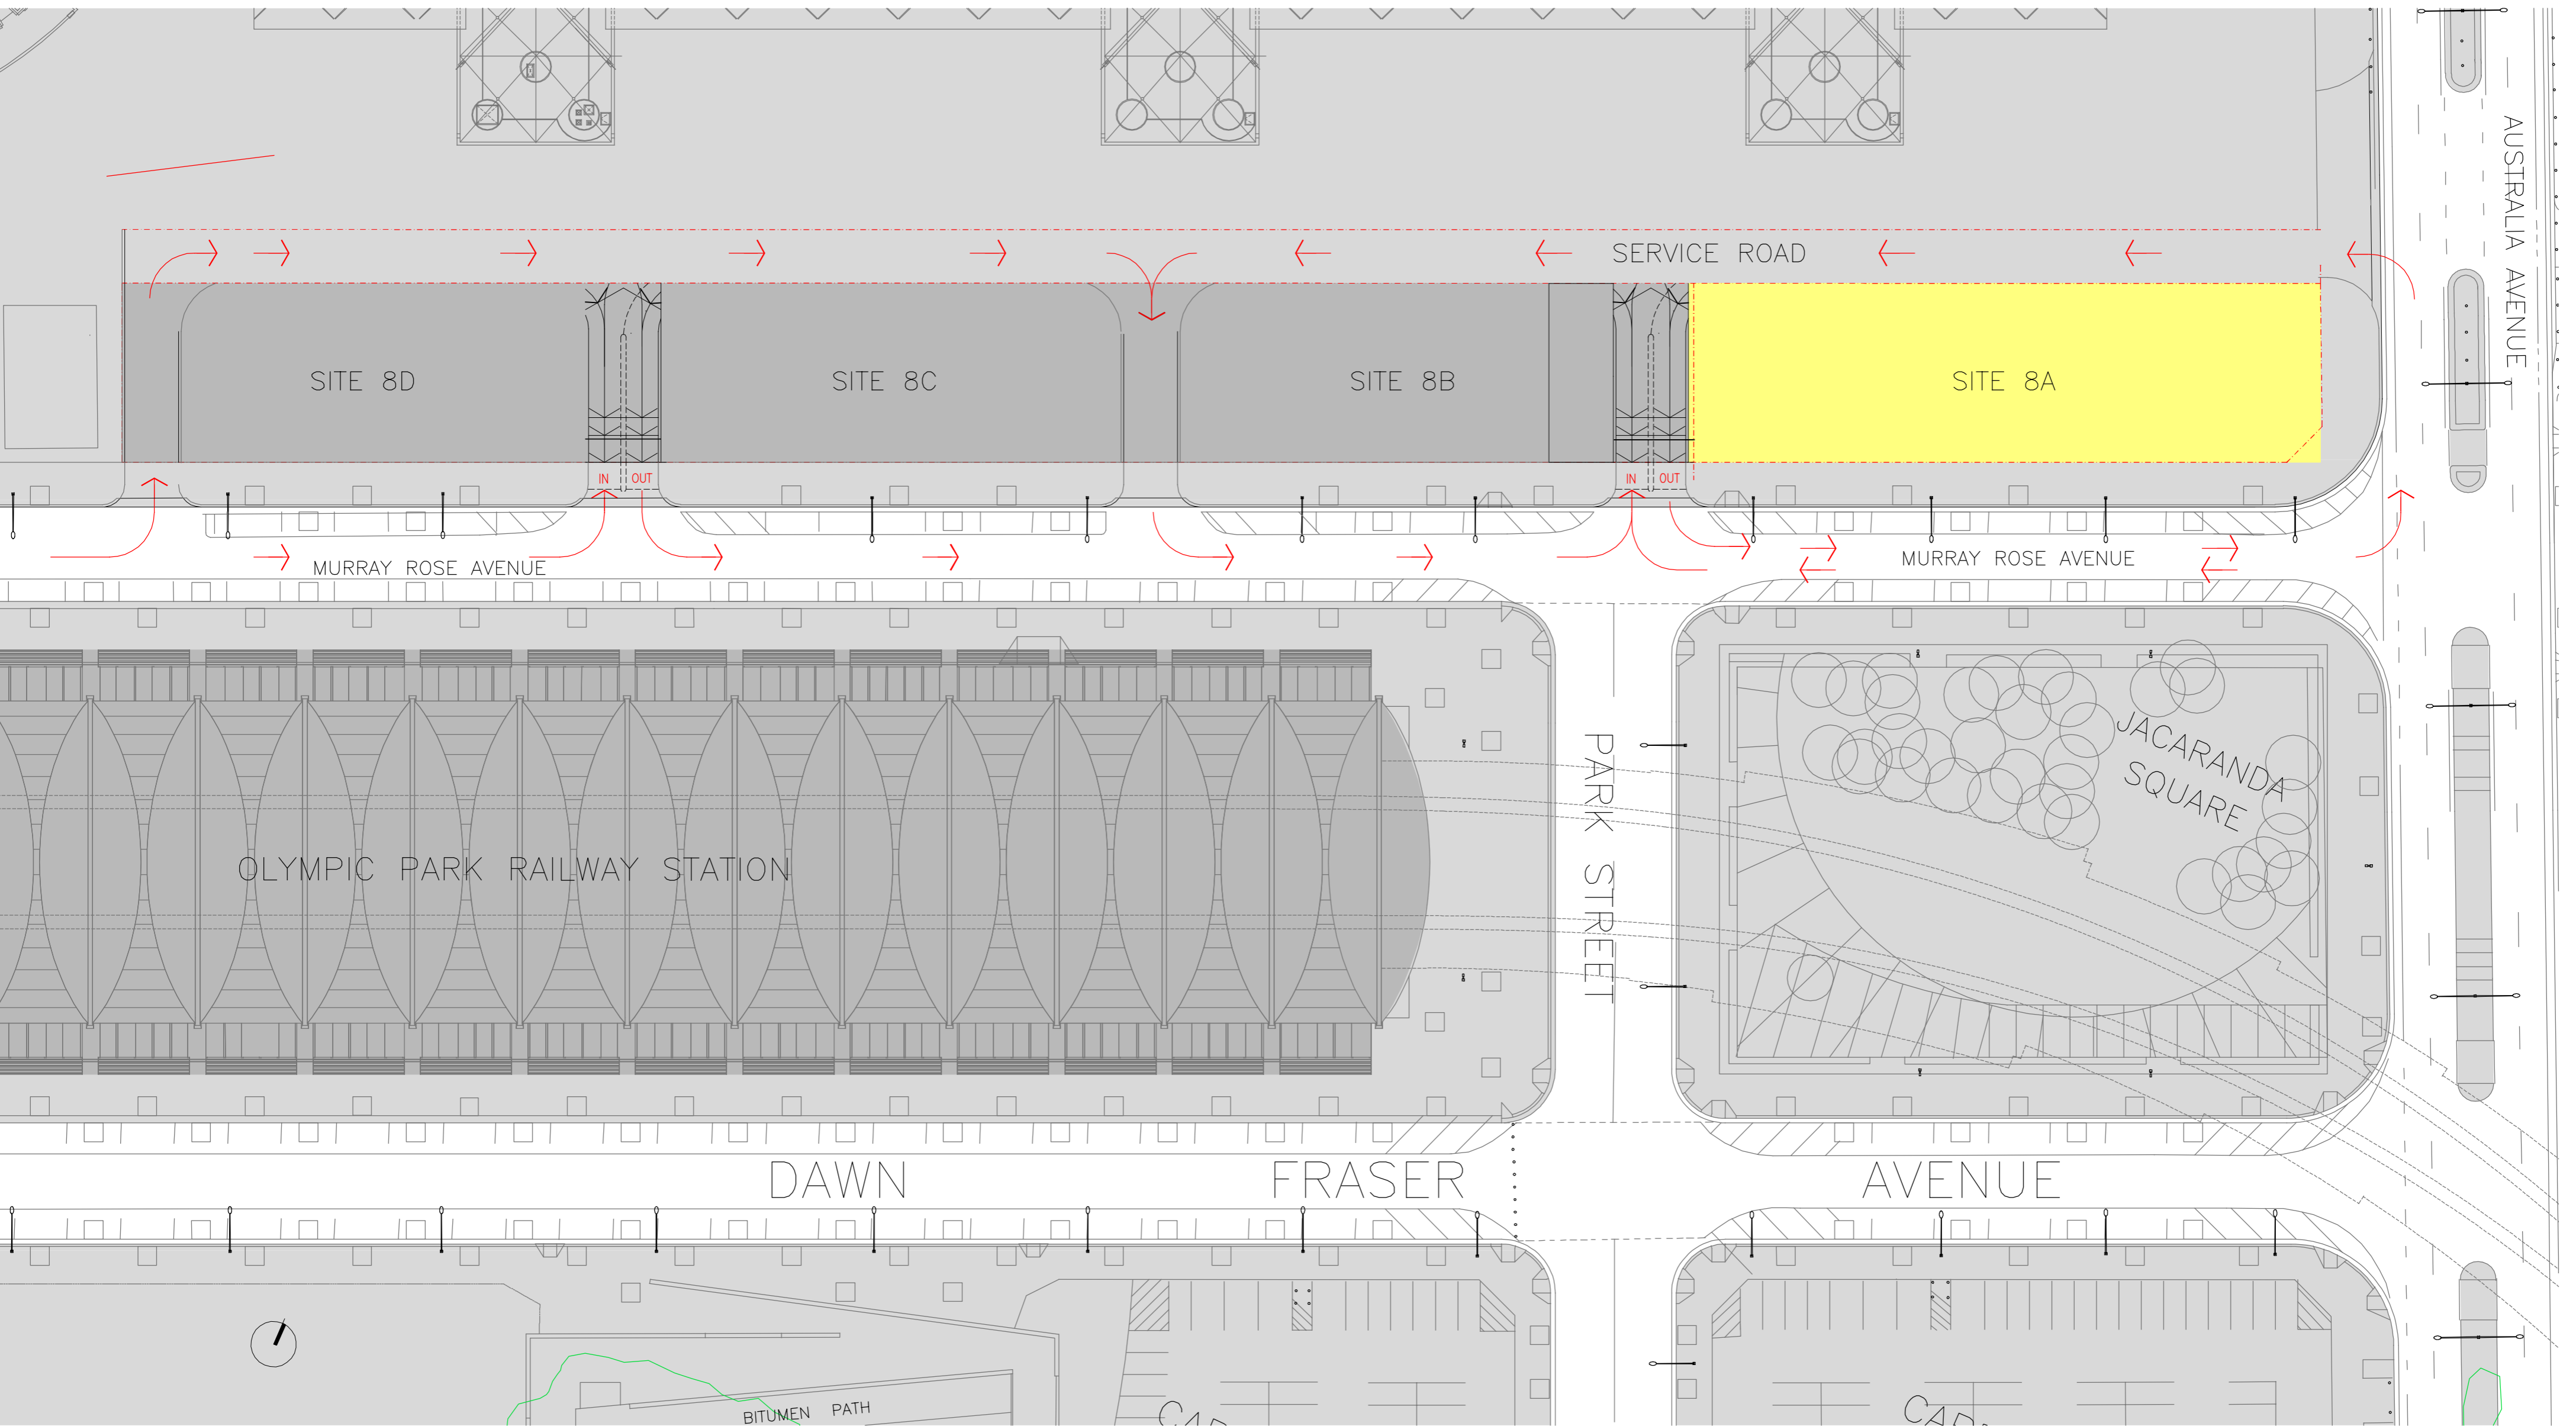 AUSTRALIA AVENUE
SERVICE ROAD
SITE 8D
SITE 8C
SITE 8B
SITE 8A
IN
OUT
IN
OUT
MURRAY ROSE AVENUE
MURRAY ROSE AVENUE
JACARANDA
SQUARE
PARK STREET
OLYMPIC PARK RAILWAY STATION
DAWN FRASER AVENUE
BITUMEN PATH